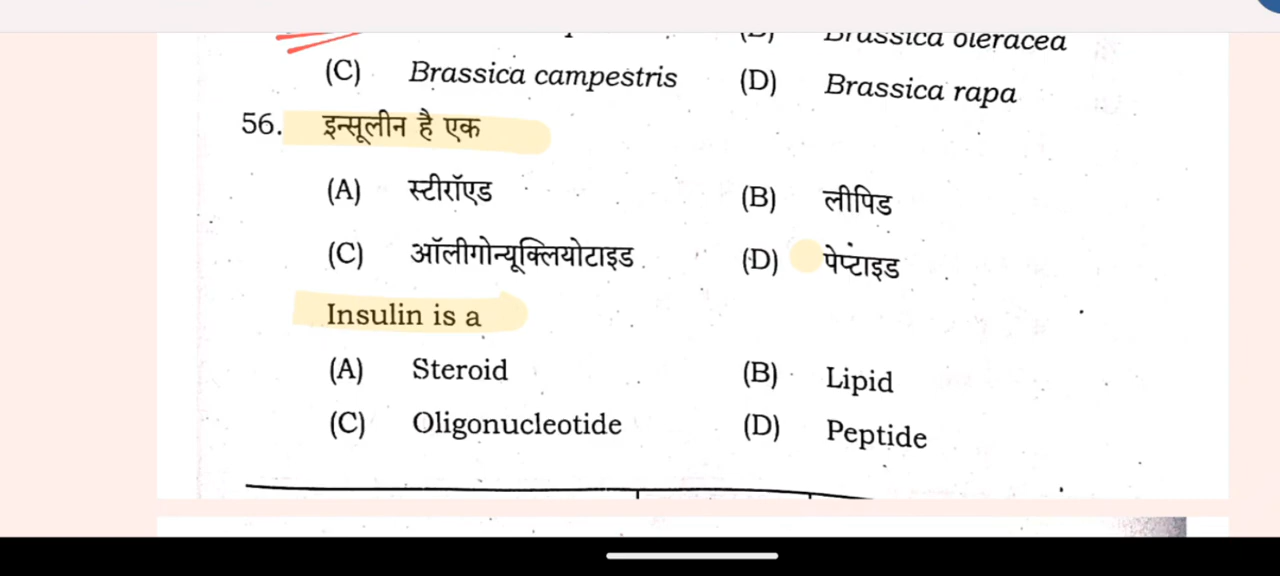 Brassica oleracea
(C) Brassica campestris (D) Brassica rapa
56. इन्सूलीन है एक
(A) स्टीरॉएड (B) लीपिड
(C) ऑलीगोन्यूक्लियोटाइड (D) पेप्टाइड
Insulin is a
(A) Steroid (B) Lipid
(C) Oligonucleotide (D) Peptide